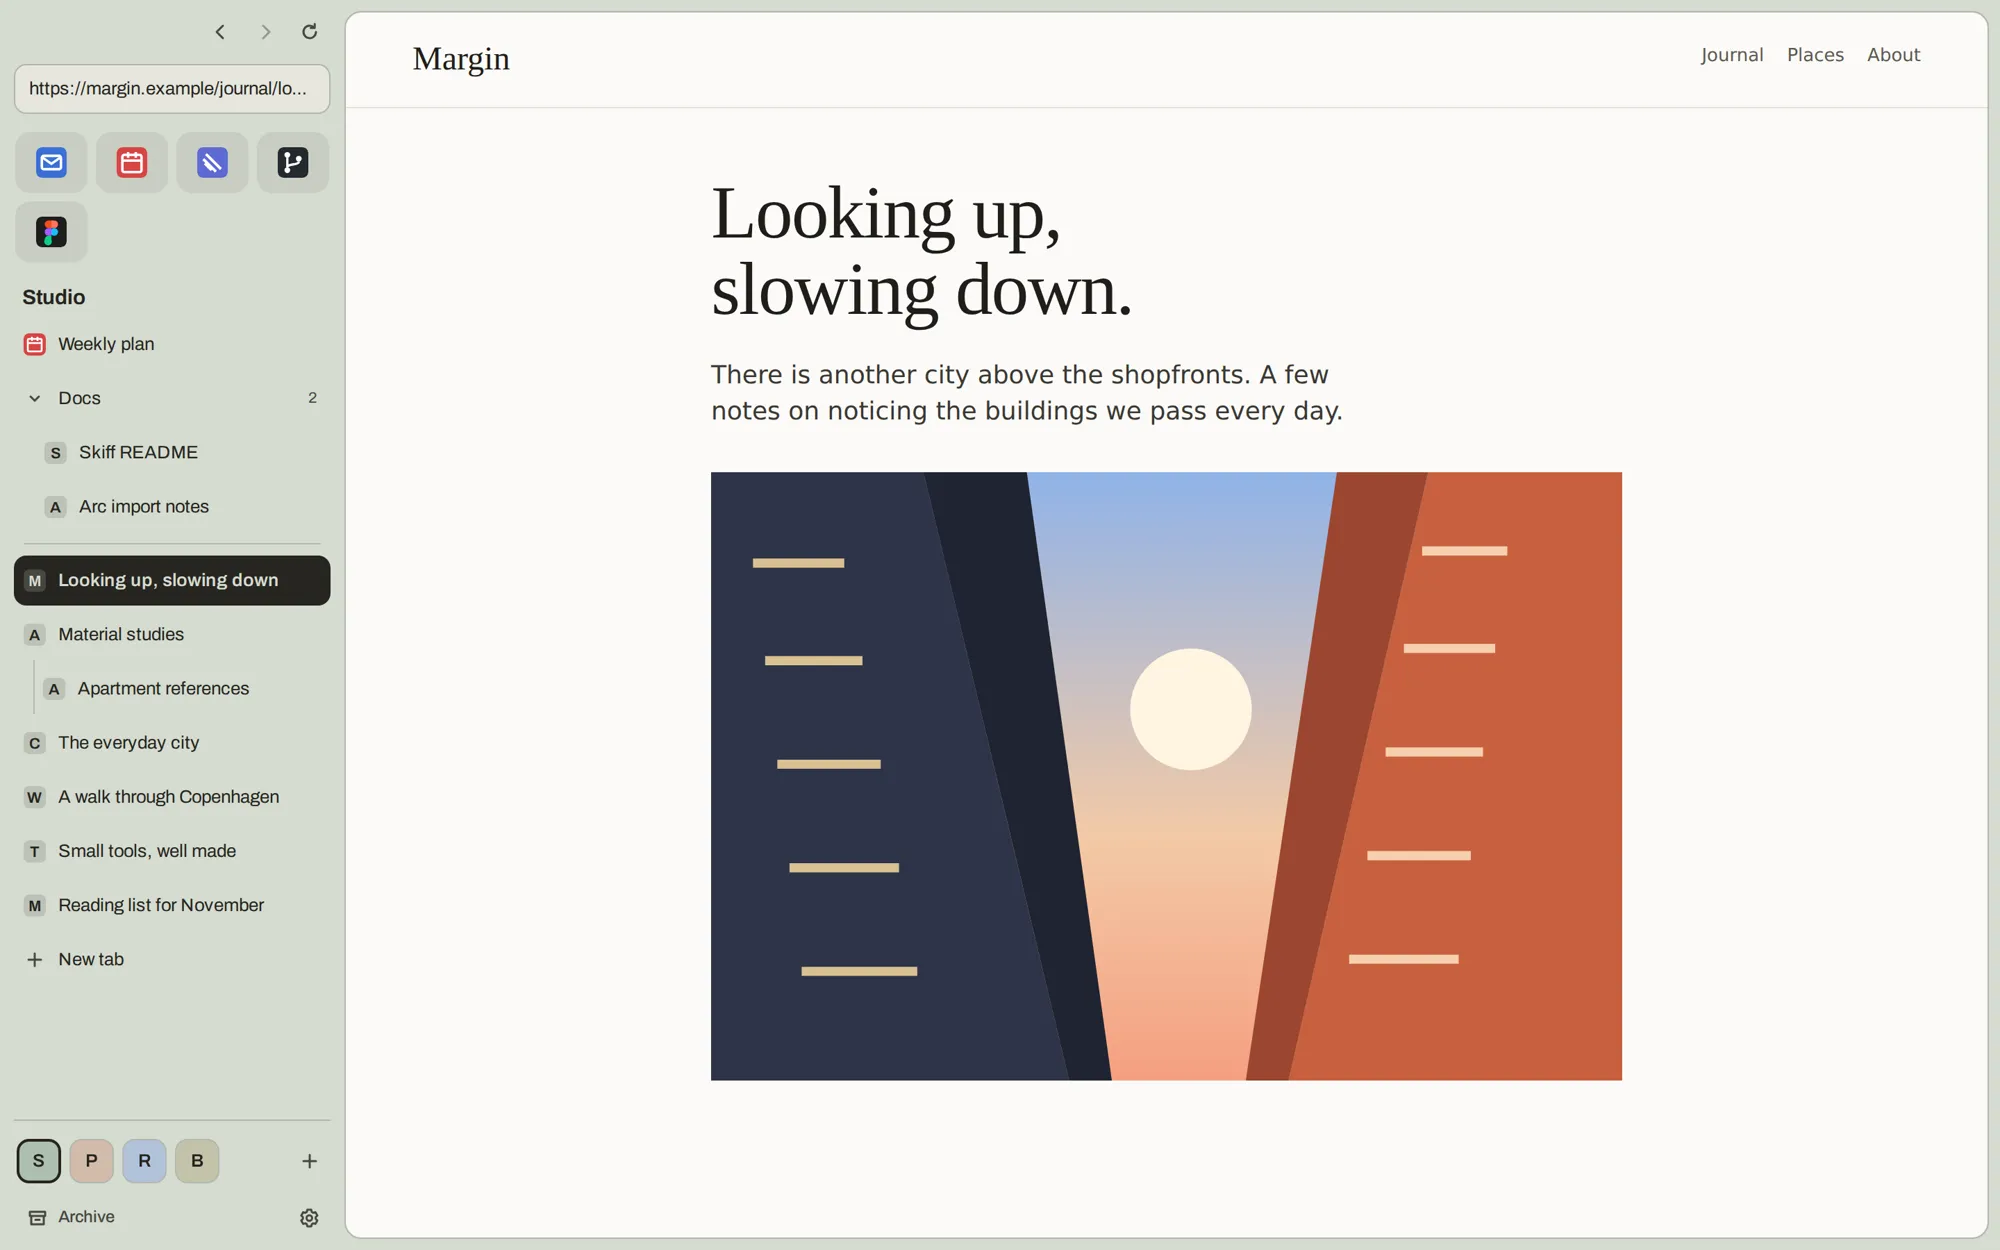 https://margin.example/journal/lo...
Studio
Weekly plan
Docs 2
S Skiff README
A Arc import notes
M Looking up, slowing down
A Material studies
A Apartment references
C The everyday city
W A walk through Copenhagen
T Small tools, well made
M Reading list for November
New tab
S P R B
Archive
Margin
Journal Places About
Looking up,
slowing down.
There is another city above the shopfronts. A few
notes on noticing the buildings we pass every day.